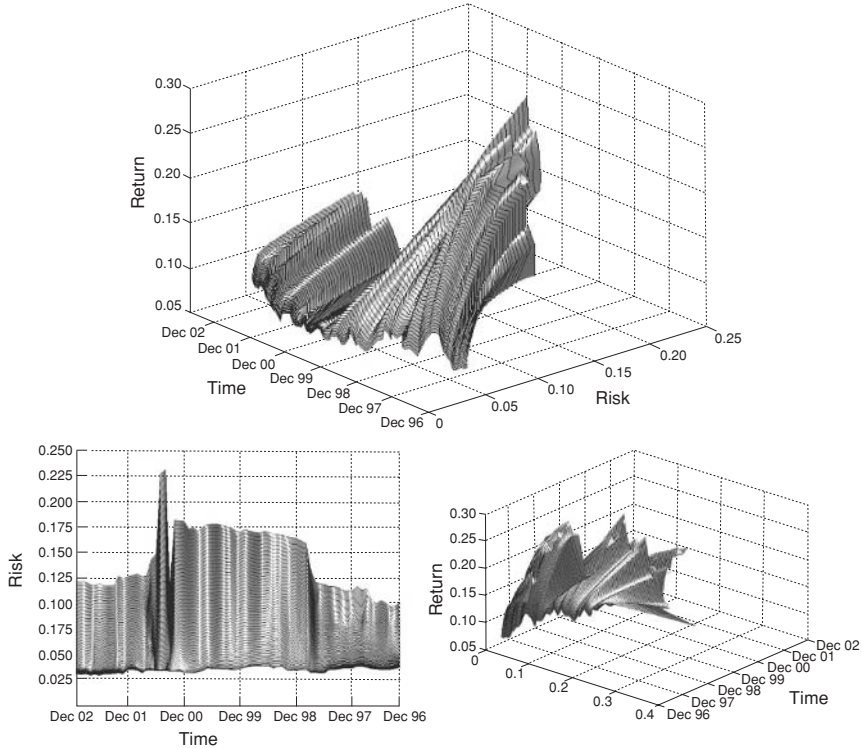 0.30
0.25
0.20
0.15
0.10
0.05
Return
Dec 02
Dec 01
Dec 00
Dec 99
Dec 98
Dec 97
Dec 96
Time
0
0.05
0.10
0.15
0.20
0.25
Risk
0.250
0.225
0.200
0.175
0.150
0.125
0.100
0.075
0.050
0.025
Risk
Dec 02
Dec 01
Dec 00
Dec 99
Dec 98
Dec 97
Dec 96
Time
0.30
0.25
0.20
0.15
0.10
0.05
Return
0
0.1
0.2
0.3
0.4
Dec 96
Dec 97
Dec 98
Dec 99
Dec 00
Dec 01
Dec 02
Time